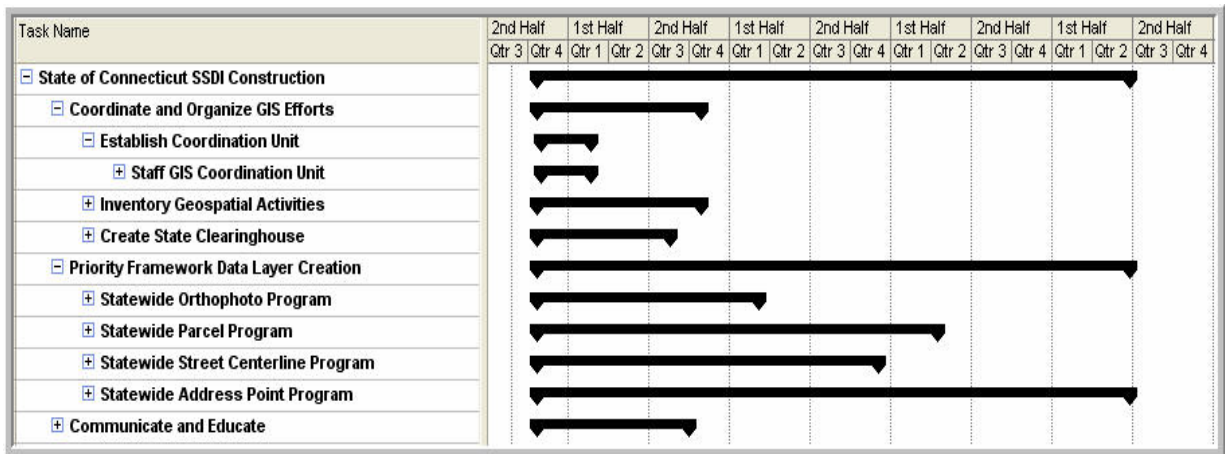 Task Name
2nd Half 1st Half 2nd Half 1st Half 2nd Half 1st Half 2nd Half 1st Half 2nd Half
Qtr 3 Qtr 4 Qtr 1 Qtr 2 Qtr 3 Qtr 4 Qtr 1 Qtr 2 Qtr 3 Qtr 4 Qtr 1 Qtr 2 Qtr 3 Qtr 4 Qtr 1 Qtr 2 Qtr 3 Qtr 4
State of Connecticut SSDI Construction
Coordinate and Organize GIS Efforts
Establish Coordination Unit
Staff GIS Coordination Unit
Inventory Geospatial Activities
Create State Clearinghouse
Priority Framework Data Layer Creation
Statewide Orthophoto Program
Statewide Parcel Program
Statewide Street Centerline Program
Statewide Address Point Program
Communicate and Educate